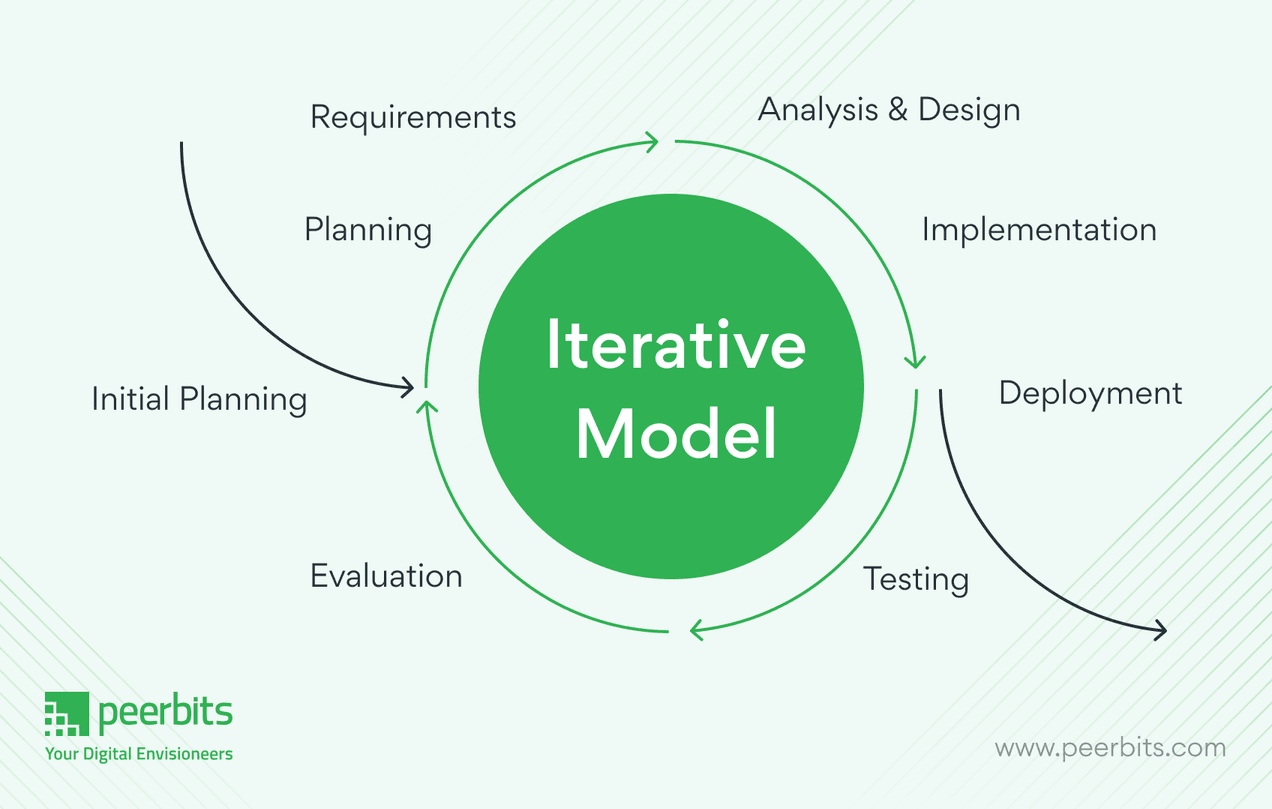 Requirements
Analysis & Design
Planning
Implementation
Iterative
Model
Initial Planning
Deployment
Evaluation
Testing
peerbits
Your Digital Envisioneers
www.peerbits.com